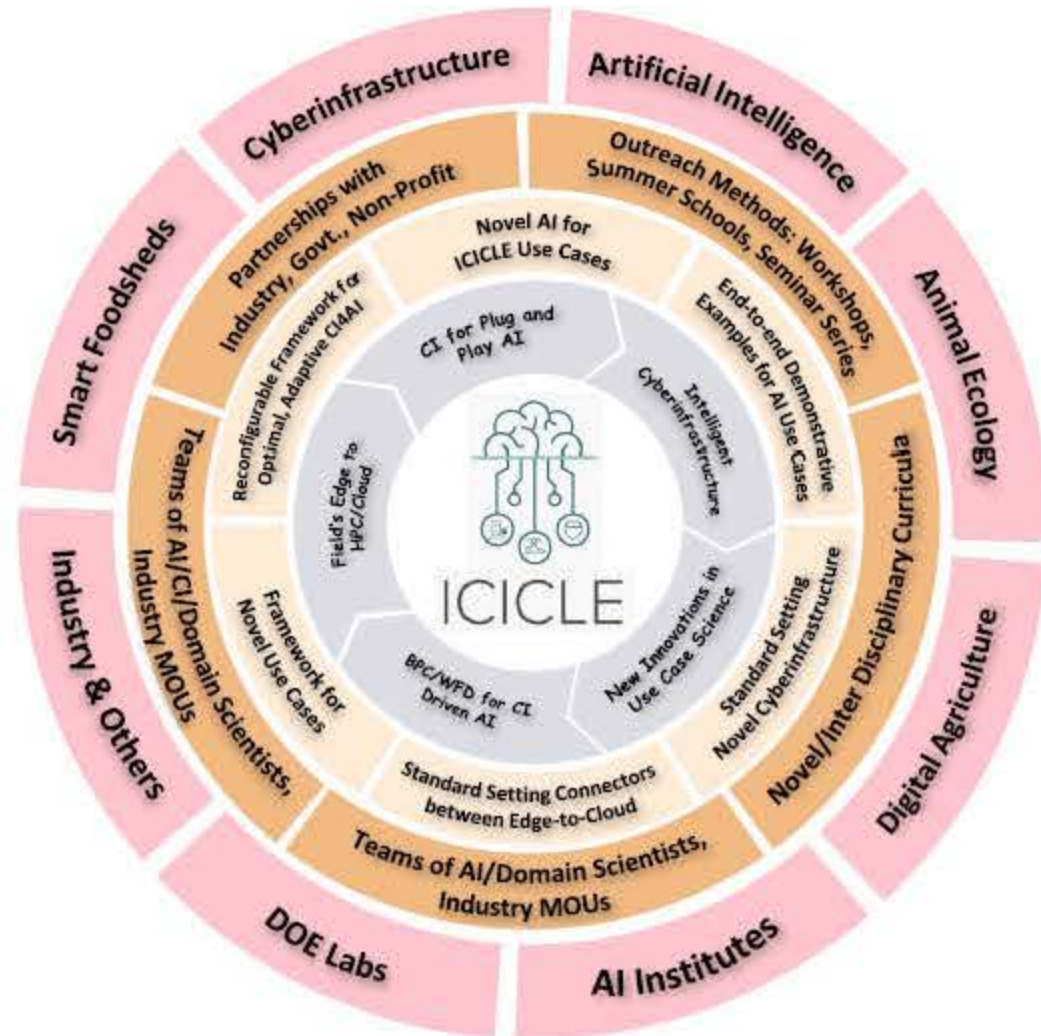 Cyberinfrastructure
Artificial Intelligence
Animal Ecology
Digital Agriculture
AI Institutes
DOE Labs
Industry & Others
Smart Foodsheds
Partnerships with
Industry, Govt., Non-Profit
Outreach Methods: Workshops,
Summer Schools, Seminar Series
Novel/Inter Disciplinary Curricula
Teams of AI/Domain Scientists,
Industry MOUs
Teams of AI/CI/Domain Scientists,
Industry MOUs
Novel AI for
ICICLE Use Cases
End-to-end Demonstrative
Examples for AI Use Cases
Standard Setting
Novel Cyberinfrastructure
Standard Setting Connectors
between Edge-to-Cloud
Framework for
Novel Use Cases
Reconfigurable Framework for
Optimal, Adaptive CI4AI
CI for Plug and
Play AI
Intelligent
Cyberinfrastructure
New Innovations in
Use Case Science
BPC/WFD for CI
Driven AI
Field's Edge to
HPC/Cloud
ICICLE